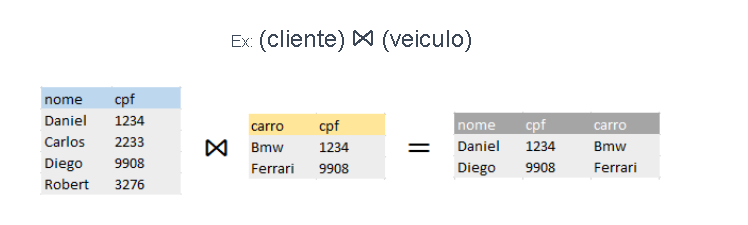 Ex: (cliente) ⋈ (veiculo)
nome cpf
Daniel 1234
Carlos 2233
Diego 9908
Robert 3276
⋈
carro cpf
Bmw 1234
Ferrari 9908
=
nome cpf carro
Daniel 1234 Bmw
Diego 9908 Ferrari